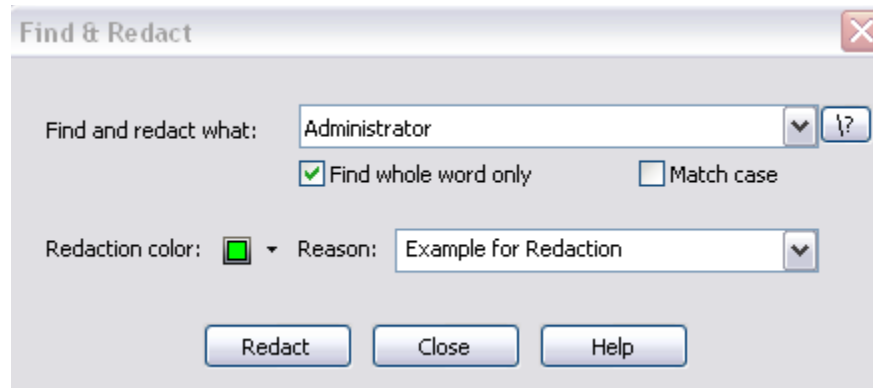 Find & Redact
Find and redact what: Administrator \?
Find whole word only Match case
Redaction color: Reason: Example for Redaction
Redact Close Help